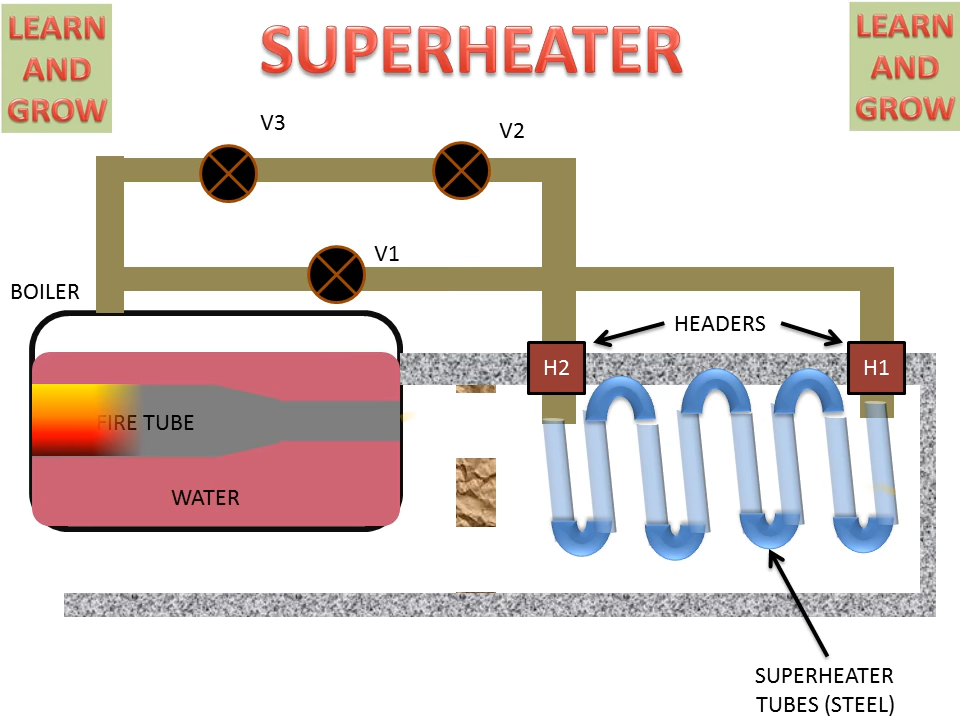 LEARN
AND
GROW
SUPERHEATER
LEARN
AND
GROW
V3
V2
V1
BOILER
HEADERS
H2
H1
FIRE TUBE
WATER
SUPERHEATER
TUBES (STEEL)